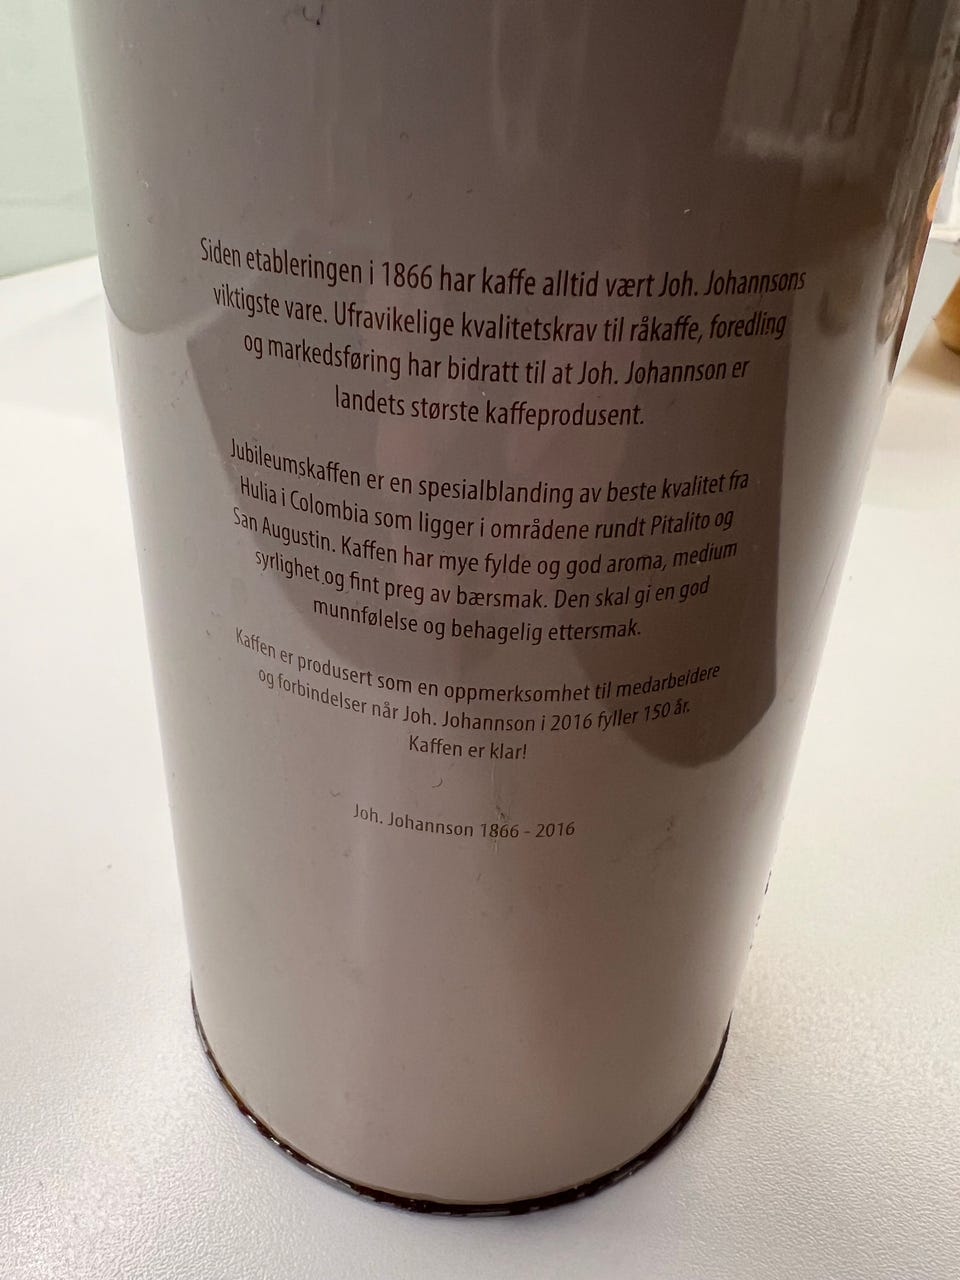 Siden etableringen i 1866 har kaffe alltid vært Joh. Johannsons
viktigste vare. Ufravikelige kvalitetskrav til råkaffe, foredling
og markedsføring har bidratt til at Joh. Johannson er
landets største kaffeprodusent.
Jubileumskaffen er en spesialblanding av beste kvalitet fra
Hulia i Colombia som ligger i områdene rundt Pitalito og
San Augustin. Kaffen har mye fylde og god aroma, medium
syrlighet og fint preg av bærsmak. Den skal gi en god
munnfølelse og behagelig ettersmak.
Kaffen er produsert som en oppmerksomhet til medarbeidere
og forbindelser når Joh. Johannson i 2016 fyller 150 år.
Kaffen er klar!
Joh. Johannson 1866 - 2016